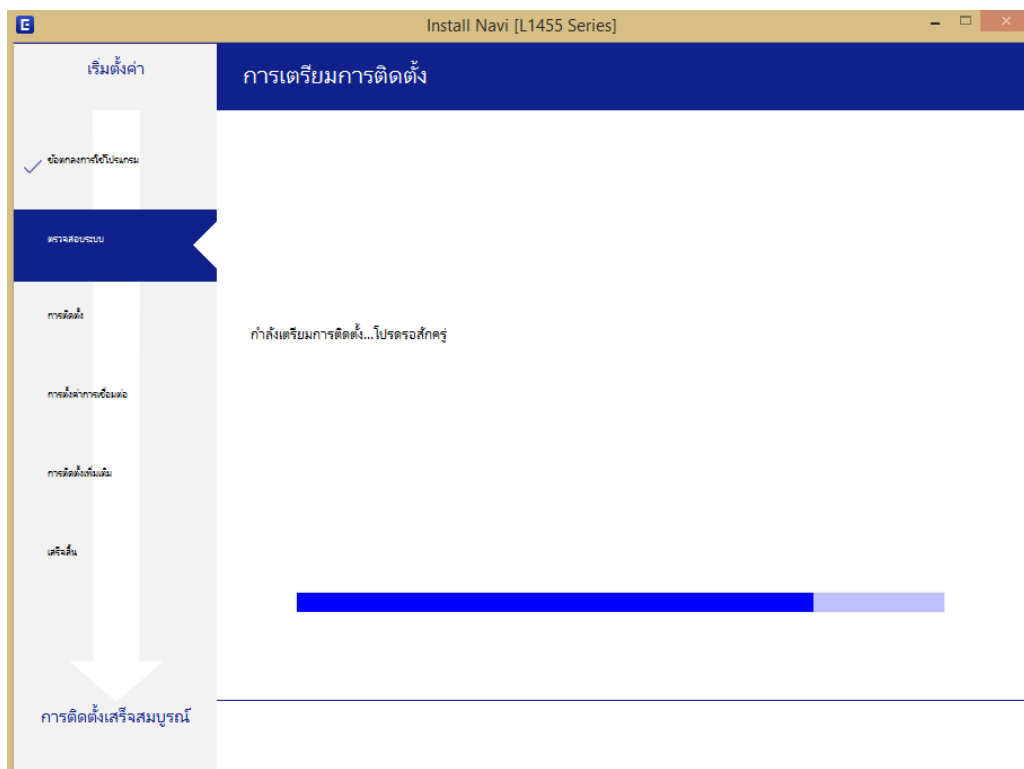 Install Navi [L1455 Series]
เริ่มตั้งค่า
การเตรียมการติดตั้ง
ข้อตกลงการใช้โปรแกรม
ตรวจสอบระบบ
การติดตั้ง
กำลังเตรียมการติดตั้ง...โปรดรอสักครู่
การตั้งค่าการเชื่อมต่อ
การติดตั้งเพิ่มเติม
เสร็จสิ้น
การติดตั้งเสร็จสมบูรณ์